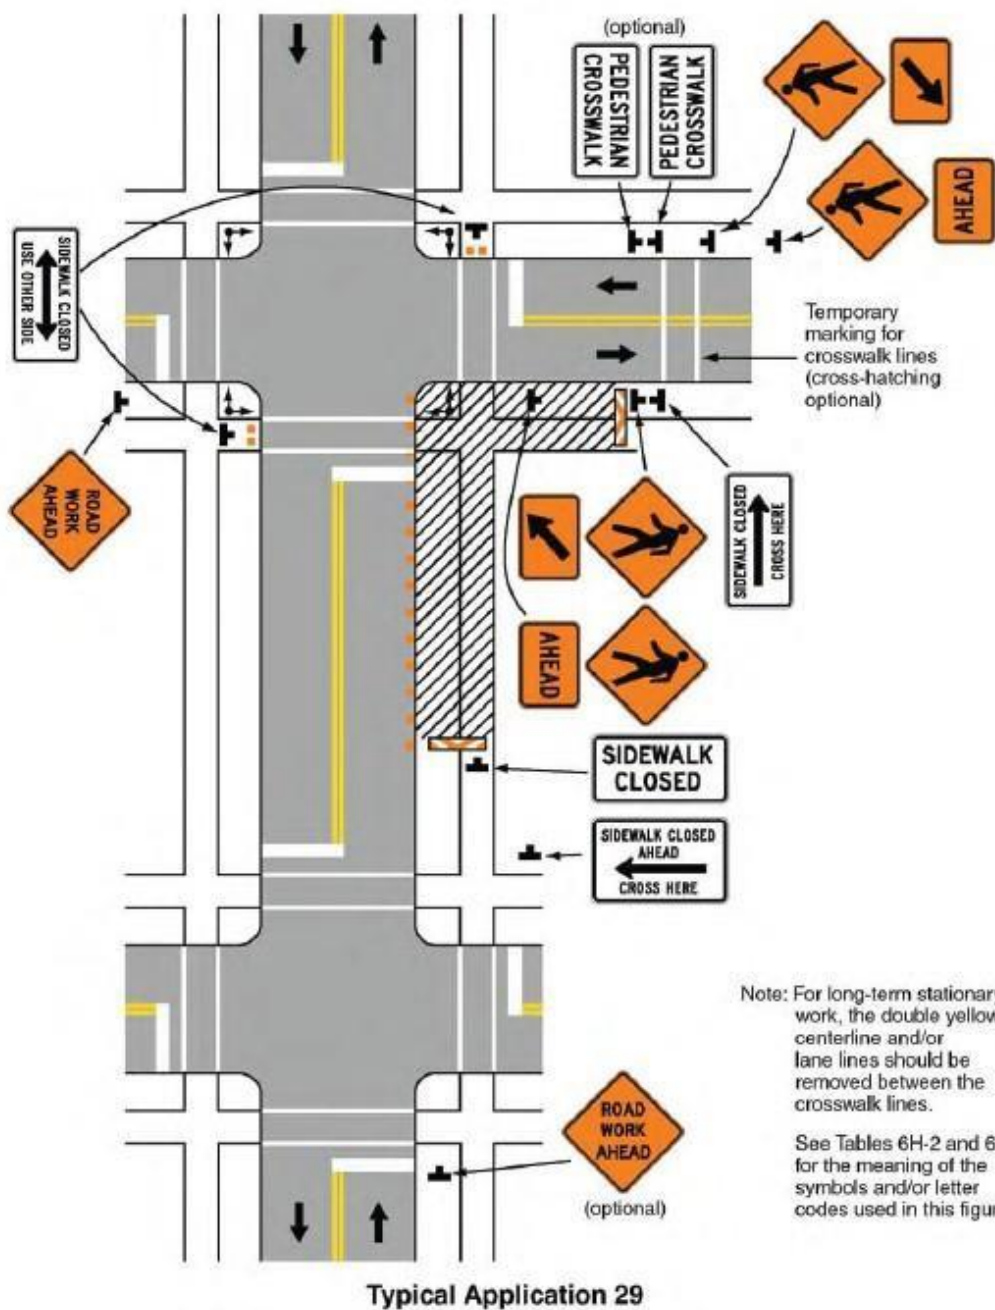 (optional)
PEDESTRIAN
CROSSWALK
PEDESTRIAN
CROSSWALK
AHEAD
SIDEWALK CLOSED
USE OTHER SIDE
Temporary
marking for
crosswalk lines
(cross-hatching
optional)
ROAD
WORK
AHEAD
SIDEWALK CLOSED
CROSS HERE
AHEAD
SIDEWALK
CLOSED
SIDEWALK CLOSED
AHEAD
CROSS HERE
Note: For long-term stationar
work, the double yellow
centerline and/or
lane lines should be
removed between the
crosswalk lines.
See Tables 6H-2 and 6
for the meaning of the
symbols and/or letter
codes used in this figur
ROAD
WORK
AHEAD
(optional)
Typical Application 29